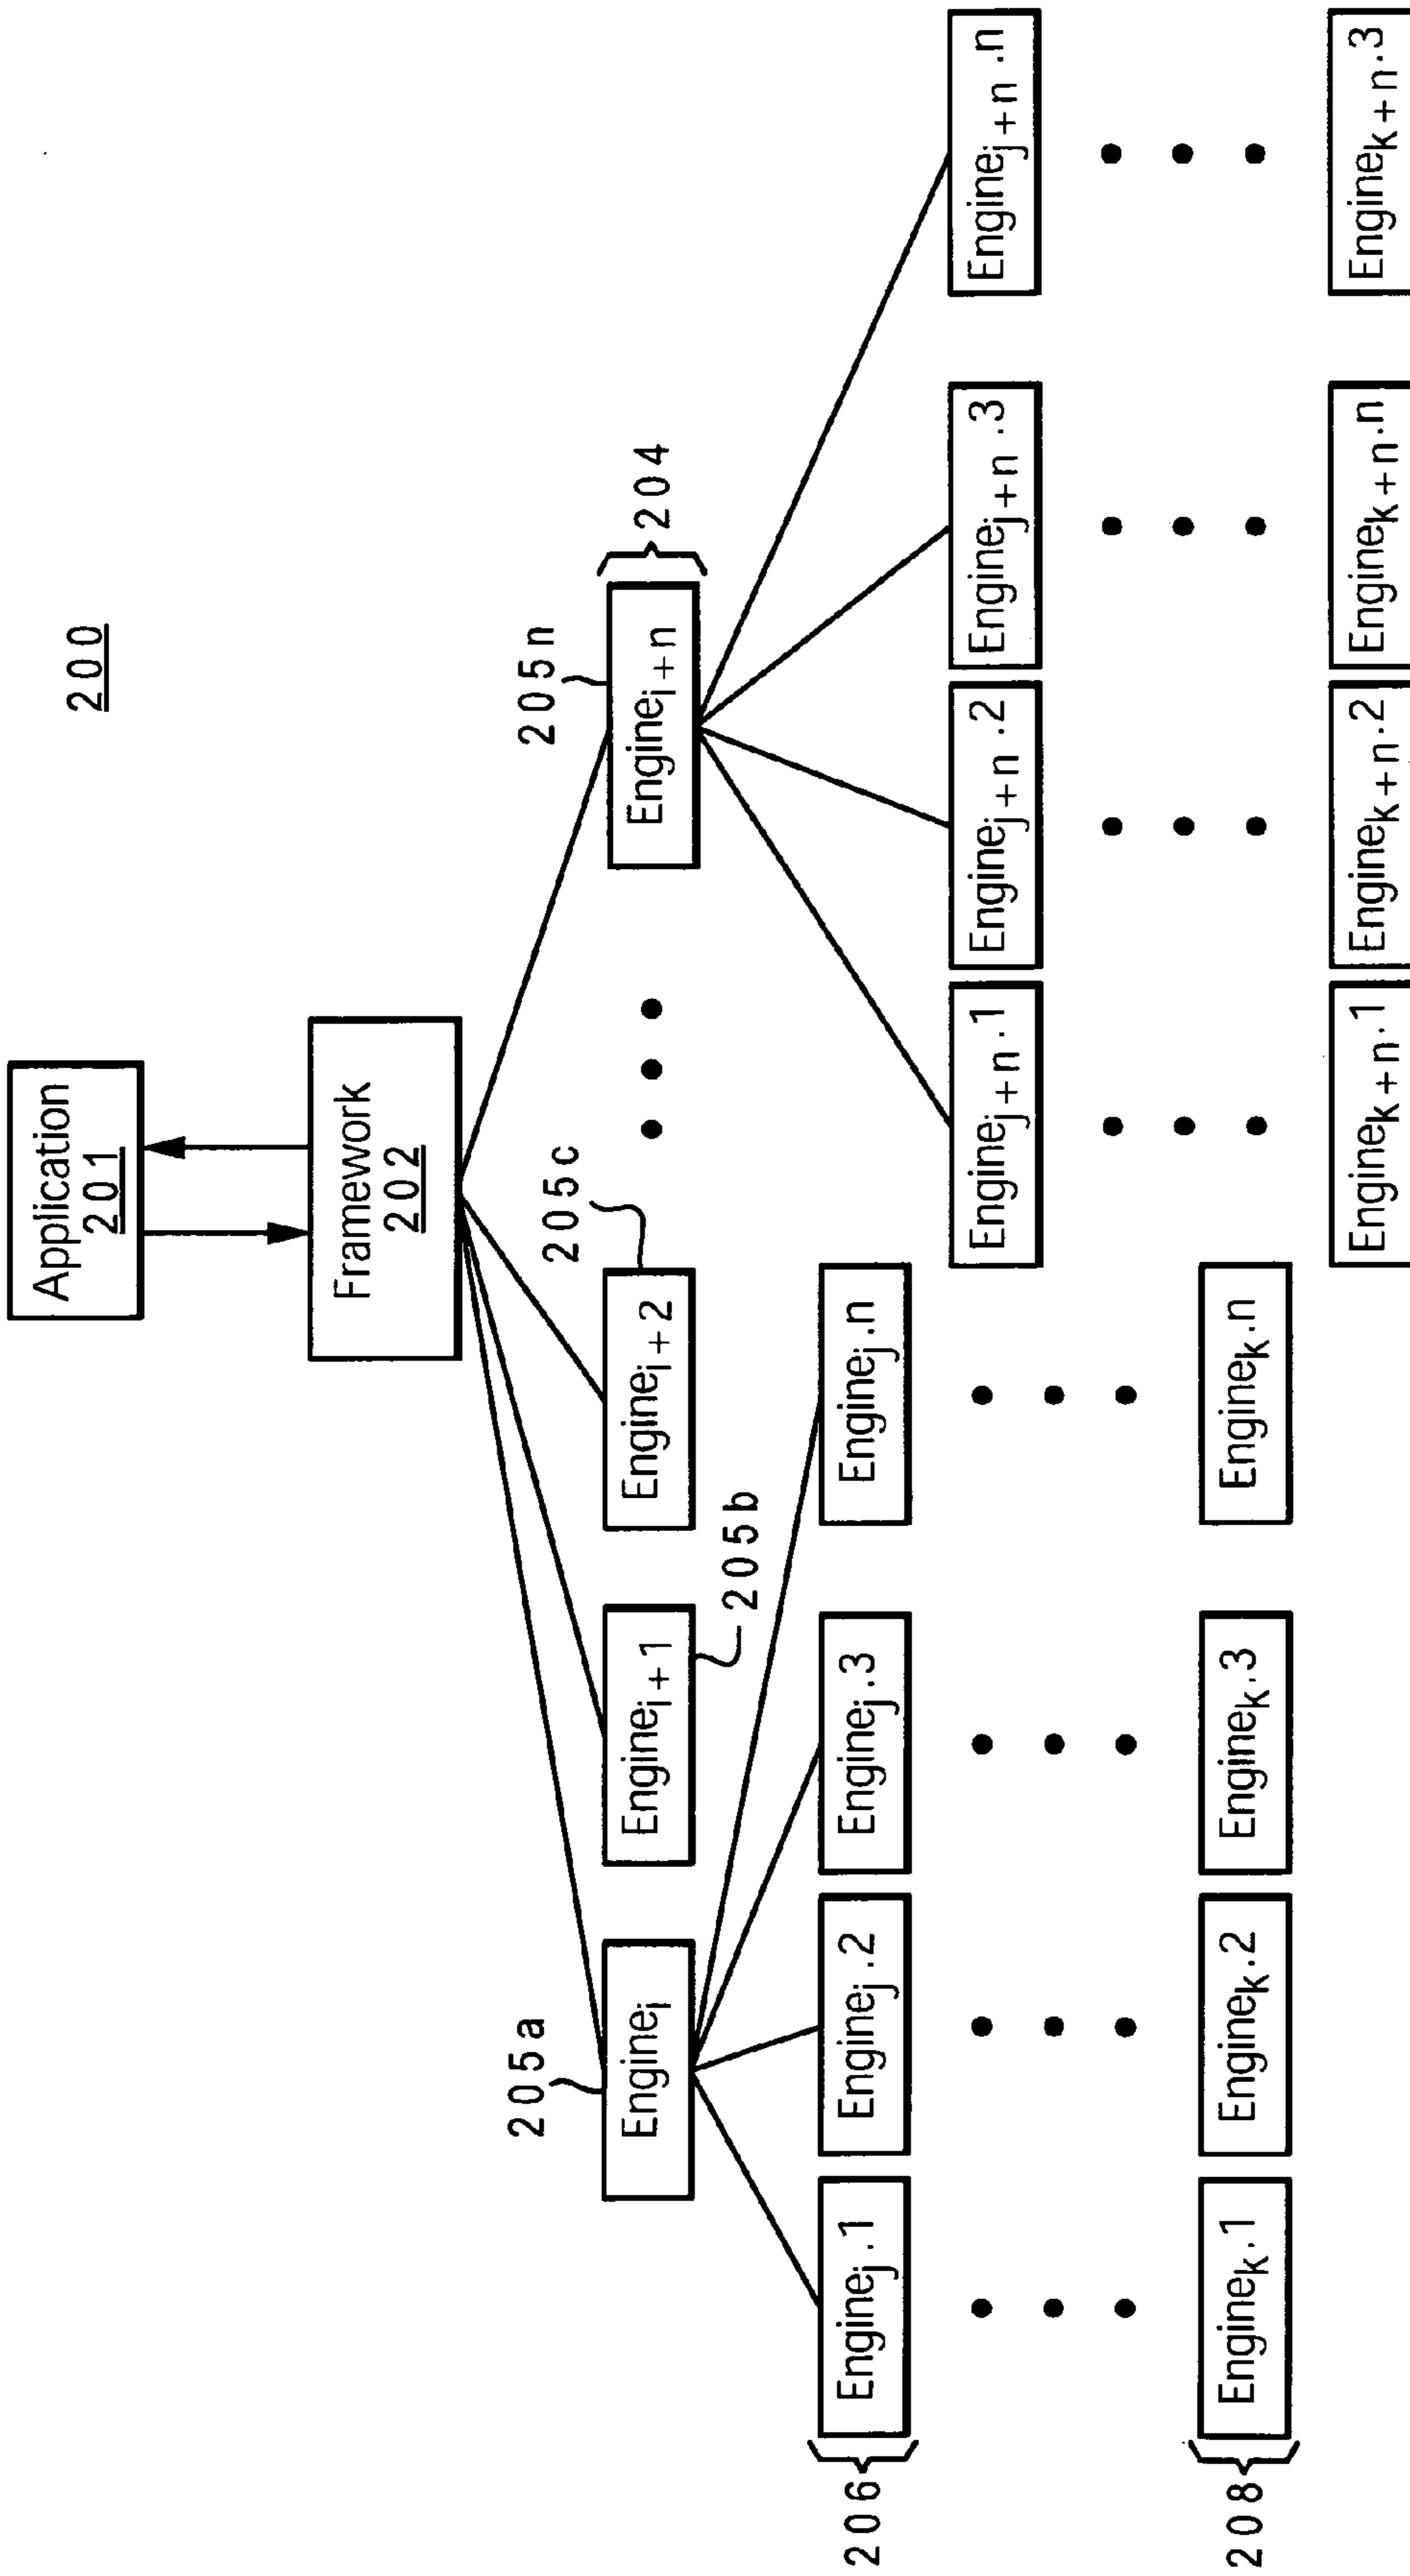 200
Application
201
Framework
202
205a
205c
205n
204
Engineᵢ
Engineᵢ₊₁
Engineᵢ₊₂
Engineᵢ₊ₙ
205b
206
Engineⱼ.1
Engineⱼ.2
Engineⱼ.3
Engineⱼ.n
Engineⱼ₊ₙ.1
Engineⱼ₊ₙ.2
Engineⱼ₊ₙ.3
Engineⱼ₊ₙ.n
208
Engineₖ.1
Engineₖ.2
Engineₖ.3
Engineₖ.n
Engineₖ₊ₙ.1
Engineₖ₊ₙ.2
Engineₖ₊ₙ.n
Engineₖ₊ₙ.3